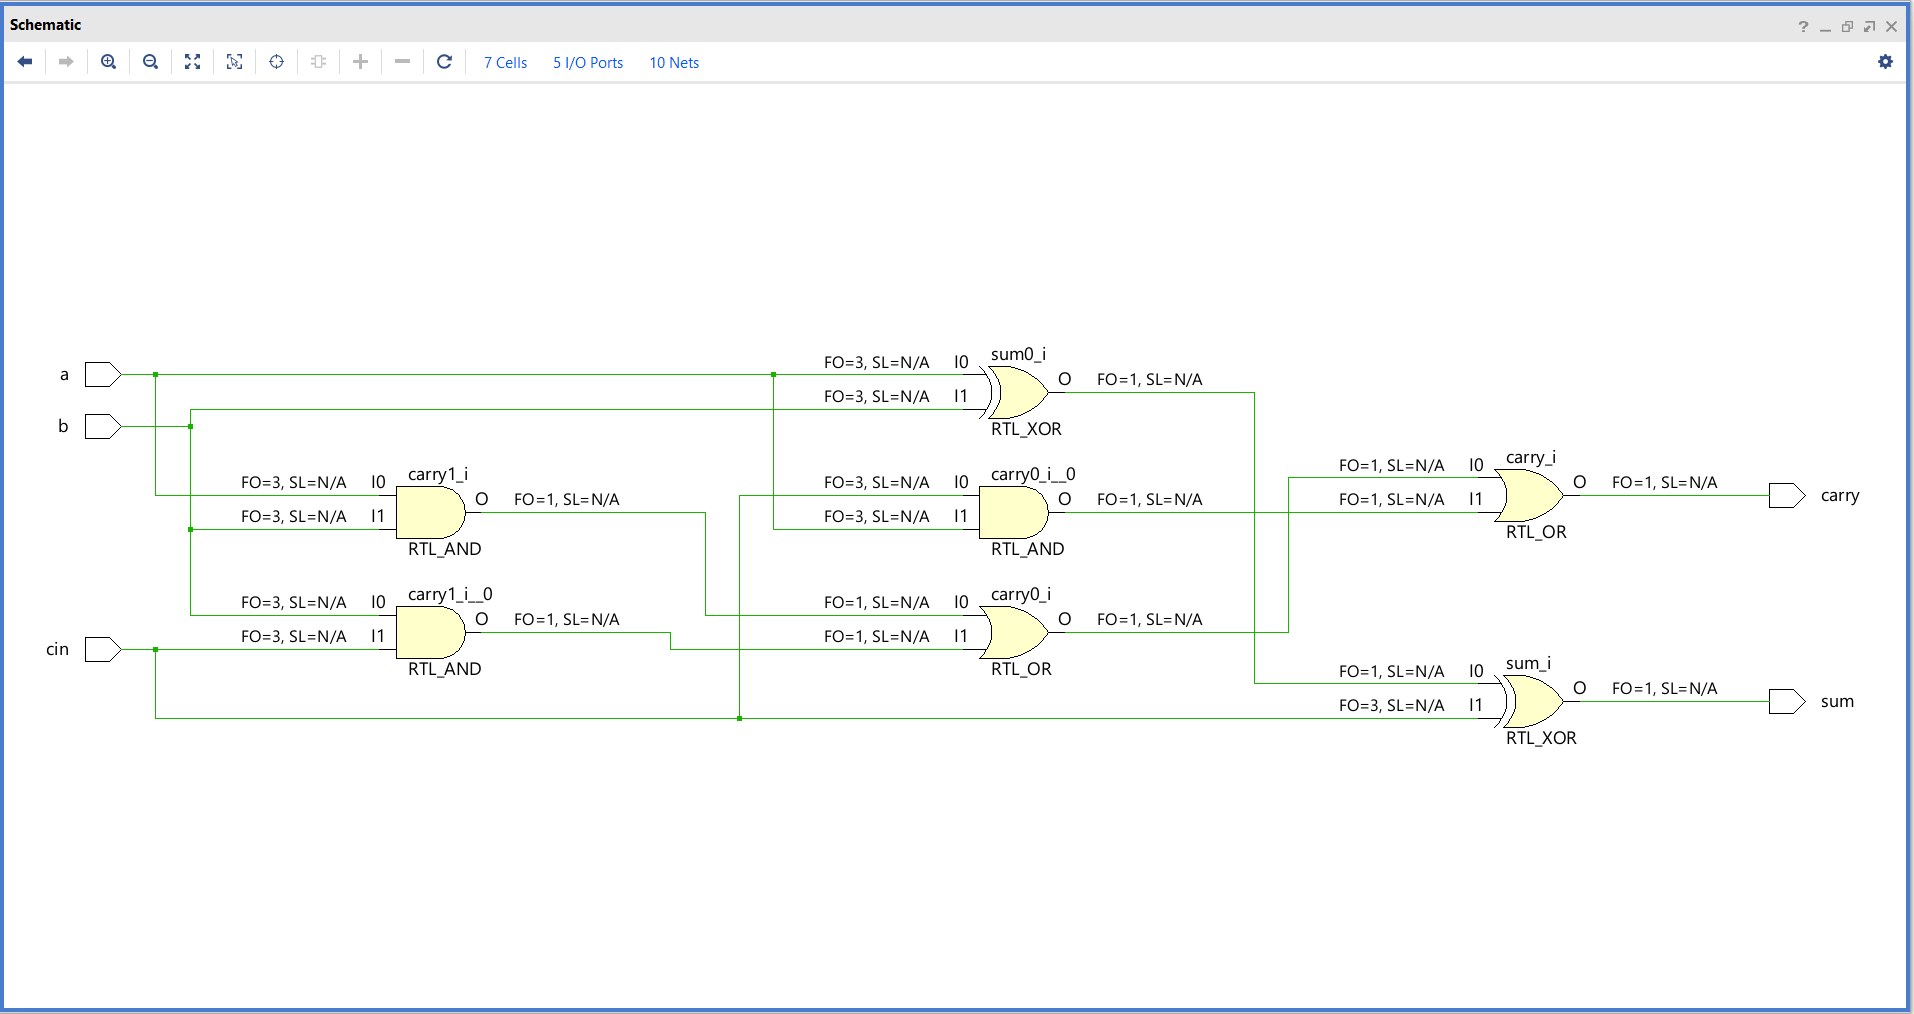 Schematic
7 Cells 5 I/O Ports 10 Nets
sum0_i
FO=3, SL=N/A I0
a
O FO=1, SL=N/A
FO=3, SL=N/A I1
b
RTL_XOR
carry_i
FO=1, SL=N/A I0
carry1_i
carry0_i__0
FO=3, SL=N/A I0
O FO=1, SL=N/A
FO=3, SL=N/A I0
O FO=1, SL=N/A
carry
O FO=1, SL=N/A
FO=1, SL=N/A I1
FO=3, SL=N/A I1
FO=3, SL=N/A I1
RTL_OR
RTL_AND
RTL_AND
carry1_i__0
carry0_i
FO=3, SL=N/A I0
O FO=1, SL=N/A
FO=1, SL=N/A I0
O FO=1, SL=N/A
FO=3, SL=N/A I1
FO=1, SL=N/A I1
cin
RTL_AND
RTL_OR
sum_i
FO=1, SL=N/A I0
O FO=1, SL=N/A
sum
FO=3, SL=N/A I1
RTL_XOR